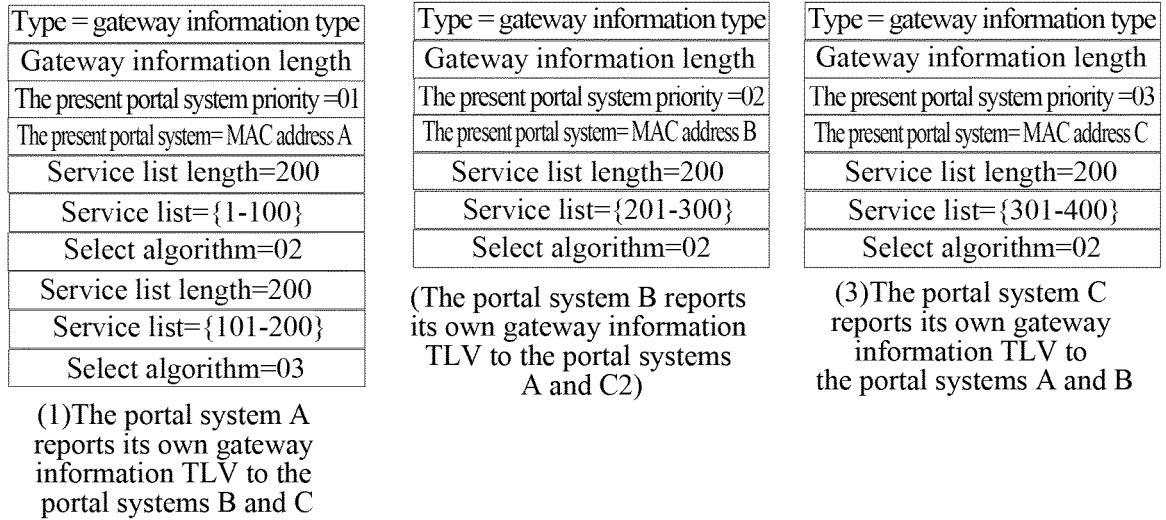 Type = gateway information type
Gateway information length
The present portal system priority =01
The present portal system= MAC address A
Service list length=200
Service list={1-100}
Select algorithm=02
Service list length=200
Service list={101-200}
Select algorithm=03
(1)The portal system A
reports its own gateway
information TLV to the
portal systems B and C
Type = gateway information type
Gateway information length
The present portal system priority =02
The present portal system= MAC address B
Service list length=200
Service list={201-300}
Select algorithm=02
(The portal system B reports
its own gateway information
TLV to the portal systems
A and C2)
Type = gateway information type
Gateway information length
The present portal system priority =03
The present portal system= MAC address C
Service list length=200
Service list={301-400}
Select algorithm=02
(3)The portal system C
reports its own gateway
information TLV to
the portal systems A and B